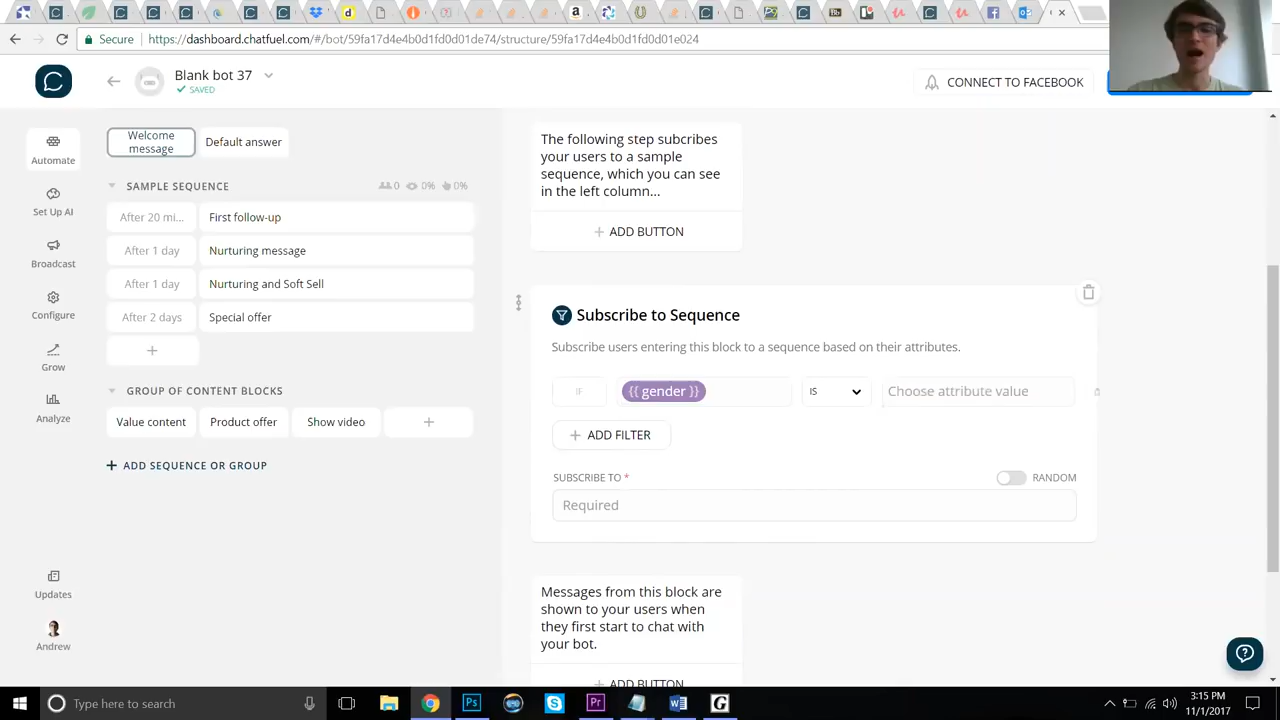 Secure
https://dashboard.chatfuel.com/#/bot/59fa17d4e4b0d1fd0d01de74/structure/59fa17d4e4b0d1fd0d01e024
Blank bot 37
SAVED
CONNECT TO FACEBOOK
Automate
Set Up AI
Broadcast
Configure
Grow
Analyze
Updates
Andrew
Welcome
message
Default answer
SAMPLE SEQUENCE
0 0% 0%
After 20 mi... First follow-up
After 1 day Nurturing message
After 1 day Nurturing and Soft Sell
After 2 days Special offer
+
GROUP OF CONTENT BLOCKS
Value content Product offer Show video +
+ ADD SEQUENCE OR GROUP
The following step subcribes
your users to a sample
sequence, which you can see
in the left column...
+ ADD BUTTON
Subscribe to Sequence
Subscribe users entering this block to a sequence based on their attributes.
IF {{ gender }} IS Choose attribute value
+ ADD FILTER
SUBSCRIBE TO * RANDOM
Required
Messages from this block are
shown to your users when
they first start to chat with
your bot.
+ ADD BUTTON
Type here to search
3:15 PM
11/1/2017